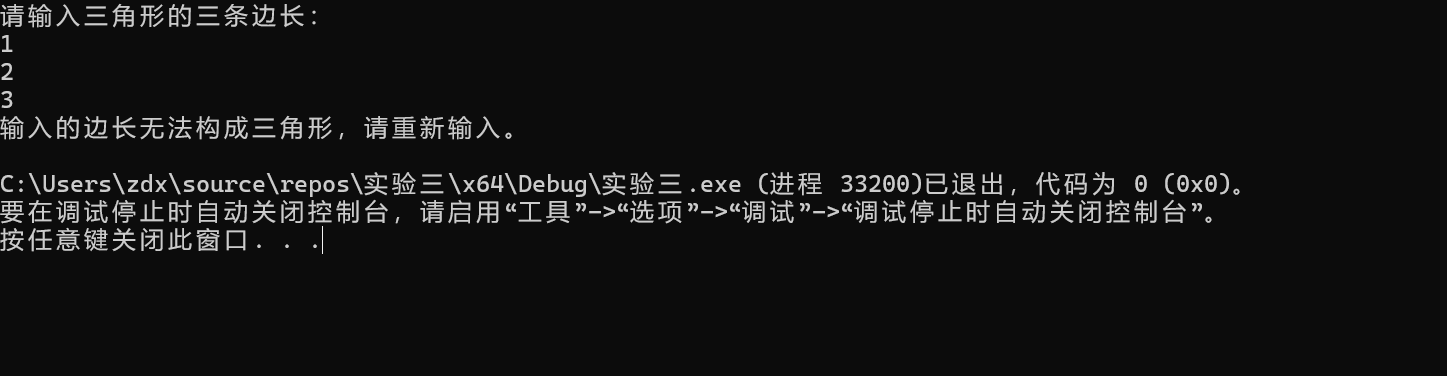 请输入三角形的三条边长:
1
2
3
输入的边长无法构成三角形，请重新输入。
C:\Users\zdx\source\repos\实验三\x64\Debug\实验三.exe (进程 33200)已退出，代码为 0 (0x0)。
要在调试停止时自动关闭控制台，请启用“工具”->“选项”->“调试”->“调试停止时自动关闭控制台”。
按任意键关闭此窗口. . .